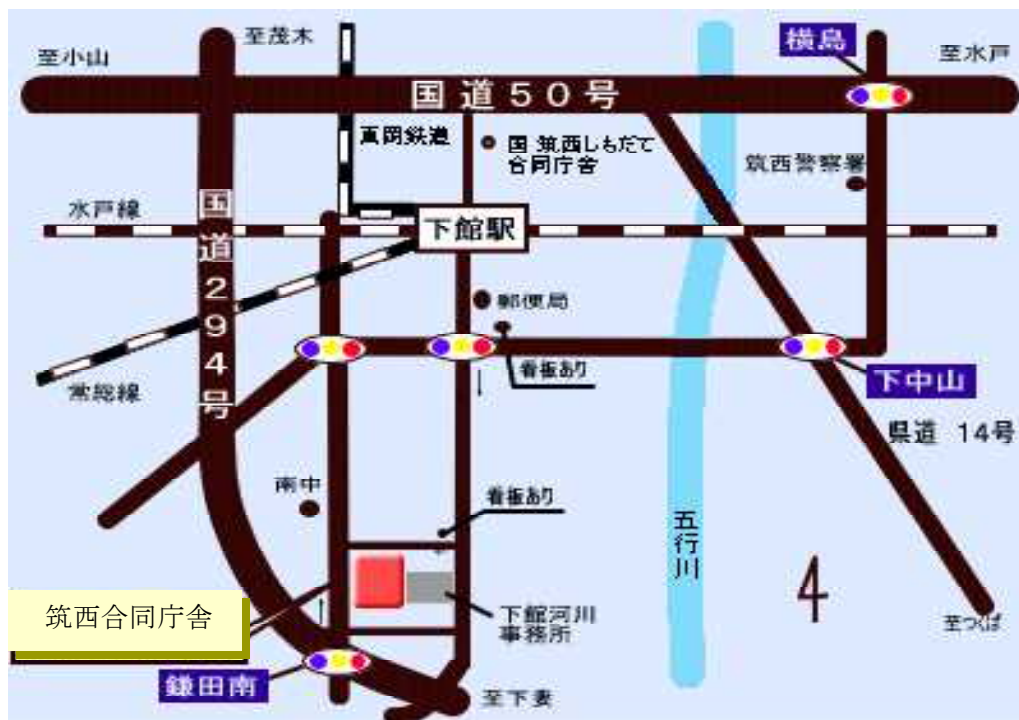 至茂木
横島
至小山
至水戸
国道50号
真岡鉄道
国 筑西しもだて
合同庁舎
筑西警察署
水戸線
国道294号
下館駅
郵便局
看板あり
下中山
常総線
県道 14号
南中
看板あり
五行川
4
筑西合同庁舎
下館河川
事務所
至つくば
鎌田南
至下妻